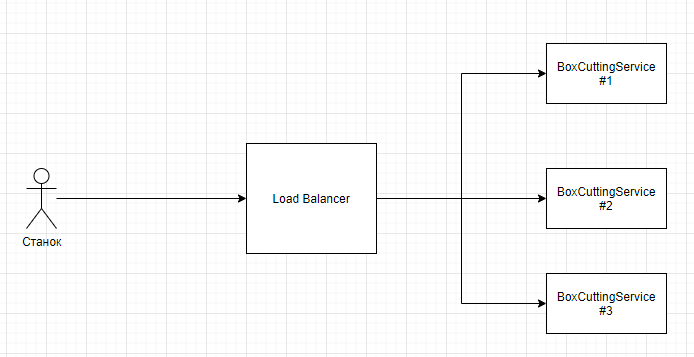 BoxCuttingService
#1
Load Balancer
BoxCuttingService
#2
Станок
BoxCuttingService
#3